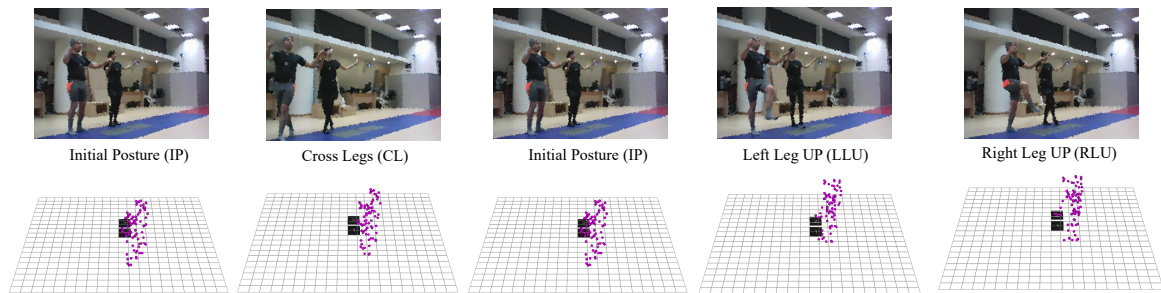 Initial Posture (IP)
Cross Legs (CL)
Initial Posture (IP)
Left Leg UP (LLU)
Right Leg UP (RLU)